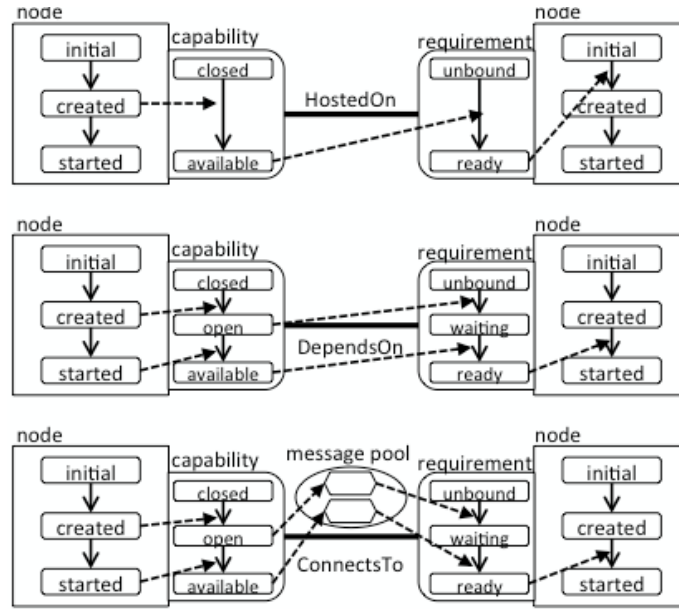 node
node
capability
requirement
initial
initial
closed
unbound
created
HostedOn
created
started
available
ready
started
node
node
capability
requirement
initial
initial
closed
unbound
created
open
waiting
created
DependsOn
started
available
ready
started
node
node
message pool
capability
requirement
initial
initial
closed
unbound
created
open
waiting
created
ConnectsTo
started
available
ready
started